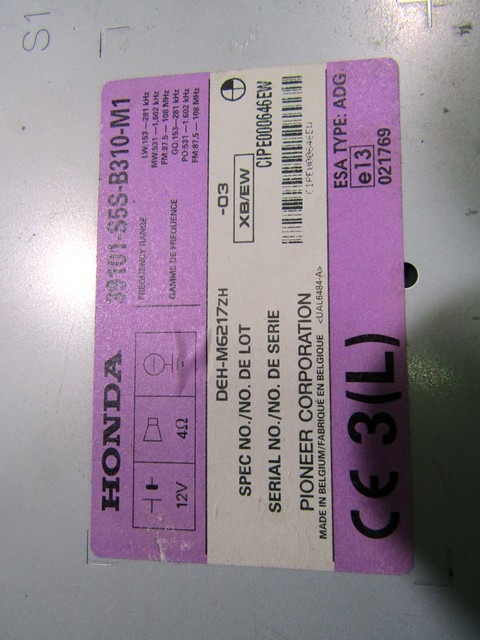 S1
HONDA
39101-S5S-B310-M1
FREQUENCY RANGE
LW:153—281 kHz
MW:531—1,602 kHz
FM:87.5—108 MHz
GAMME DE FREQUENCE
GO:153—281 kHz
PO:531—1,602 kHz
FM:87.5—108 MHz
12V
4Ω
DEH-M6217ZH
SPEC NO./NO. DE LOT
-03
XB/EW
SERIAL NO./NO. DE SERIE
CIPE000646EW
CIPE000646EW
PIONEER CORPORATION
MADE IN BELGIUM/FABRIQUÉ EN BELGIQUE <UAL6484-A>
ESA TYPE: ADG
e13
021769
CE 3(L)